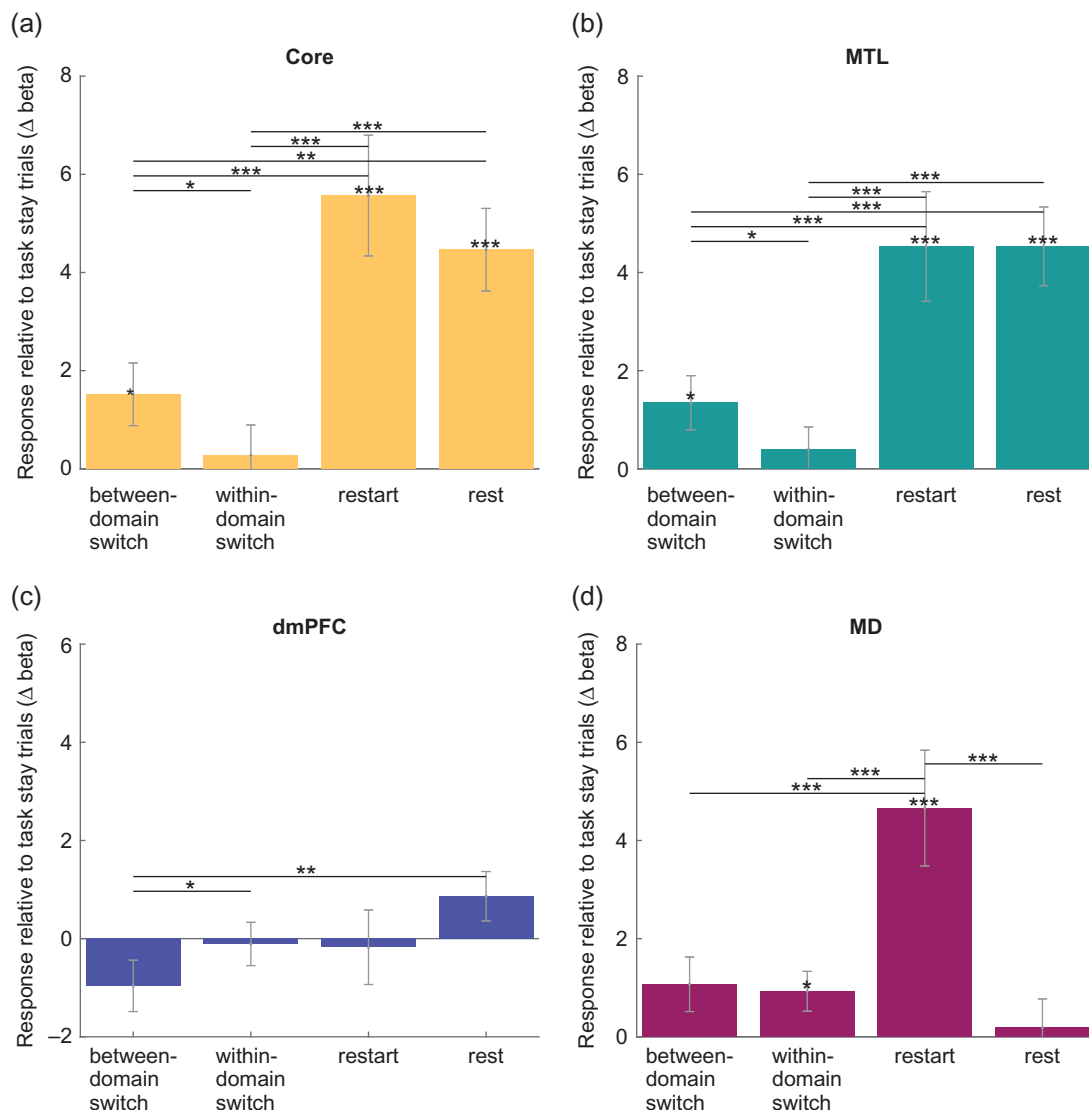 (a)
Core
Response relative to task stay trials (Δ beta)
8
6
4
2
0
***
***
**
***
*
*
***
***
between-
domain
switch
within-
domain
switch
restart
rest
(b)
MTL
Response relative to task stay trials (Δ beta)
8
6
4
2
0
***
***
***
***
*
*
***
***
between-
domain
switch
within-
domain
switch
restart
rest
(c)
dmPFC
Response relative to task stay trials (Δ beta)
6
4
2
0
–2
**
*
between-
domain
switch
within-
domain
switch
restart
rest
(d)
MD
Response relative to task stay trials (Δ beta)
8
6
4
2
0
***
***
***
***
*
between-
domain
switch
within-
domain
switch
restart
rest